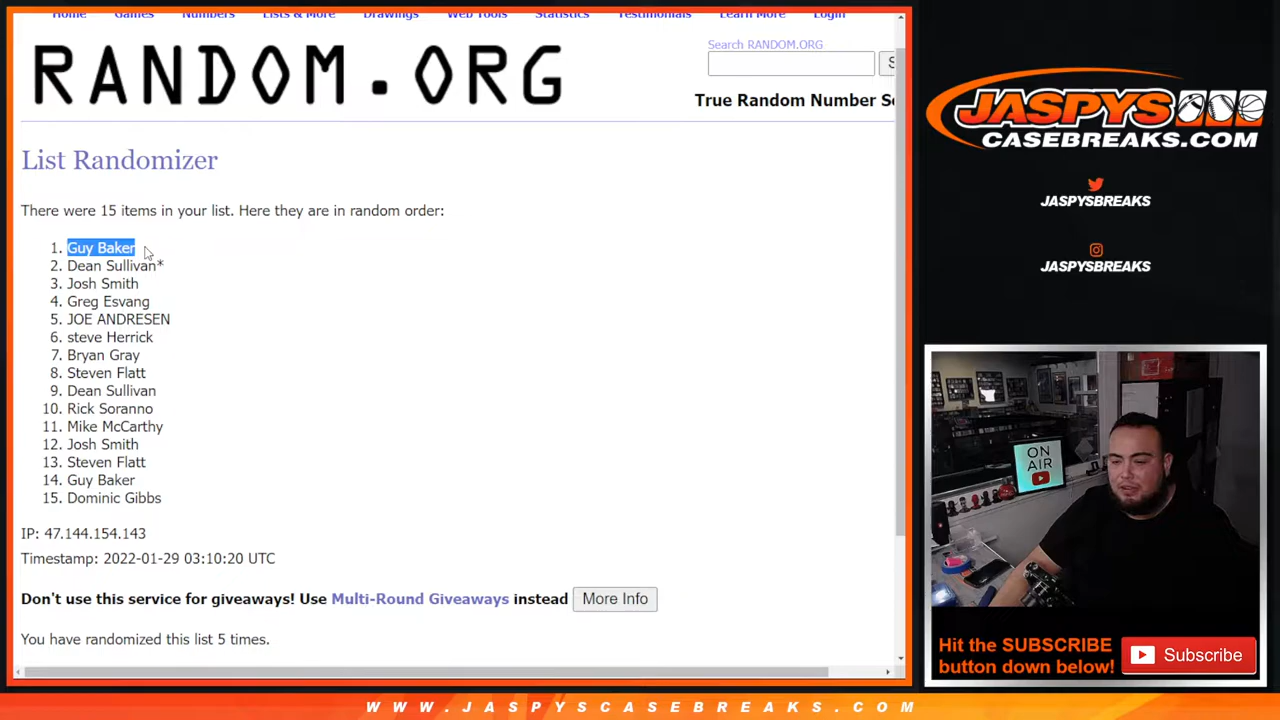 Home Games Numbers Lists & More Drawings Web Tools Statistics Testimonials Learn More Login
RANDOM.ORG
Search RANDOM.ORG
True Random Number Se
List Randomizer
There were 15 items in your list. Here they are in random order:
1. Guy Baker
2. Dean Sullivan*
3. Josh Smith
4. Greg Esvang
5. JOE ANDRESEN
6. steve Herrick
7. Bryan Gray
8. Steven Flatt
9. Dean Sullivan
10. Rick Soranno
11. Mike McCarthy
12. Josh Smith
13. Steven Flatt
14. Guy Baker
15. Dominic Gibbs
IP: 47.144.154.143
Timestamp: 2022-01-29 03:10:20 UTC
Don't use this service for giveaways! Use Multi-Round Giveaways instead More Info
You have randomized this list 5 times.
JASPYS
CASEBREAKS.COM
JASPYSBREAKS
JASPYSBREAKS
ON
AIR
Hit the SUBSCRIBE
button down below!
Subscribe
WWW.JASPYSCASEBREAKS.COM